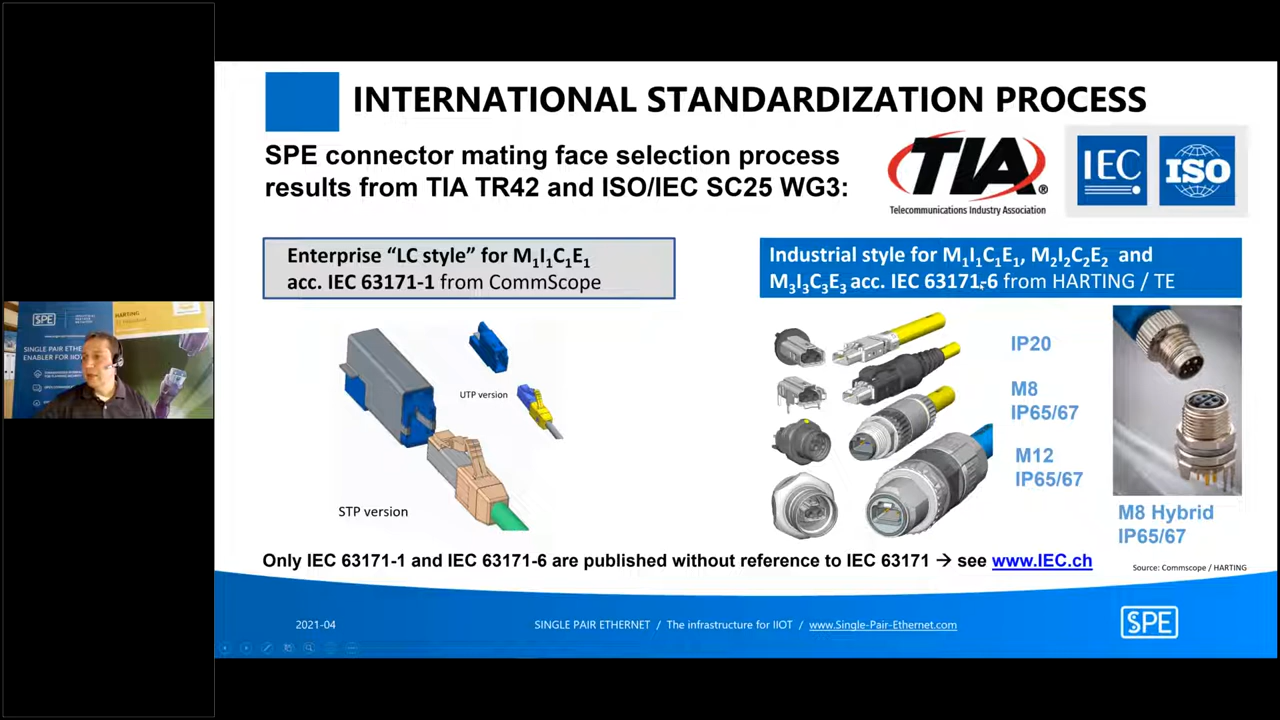 INTERNATIONAL STANDARDIZATION PROCESS
SPE connector mating face selection process
results from TIA TR42 and ISO/IEC SC25 WG3:
TIA®
Telecommunications Industry Association
IEC
ISO
Enterprise “LC style” for M₁I₁C₁E₁
acc. IEC 63171-1 from CommScope
Industrial style for M₁I₁C₁E₁, M₂I₂C₂E₂ and
M₃I₃C₃E₃ acc. IEC 63171-6 from HARTING / TE
UTP version
STP version
IP20
M8
IP65/67
M12
IP65/67
M8 Hybrid
IP65/67
Only IEC 63171-1 and IEC 63171-6 are published without reference to IEC 63171 → see www.IEC.ch
Source: Commscope / HARTING
2021-04
SINGLE PAIR ETHERNET / The infrastructure for IIOT / www.Single-Pair-Ethernet.com
SPE
SPE
HARTING